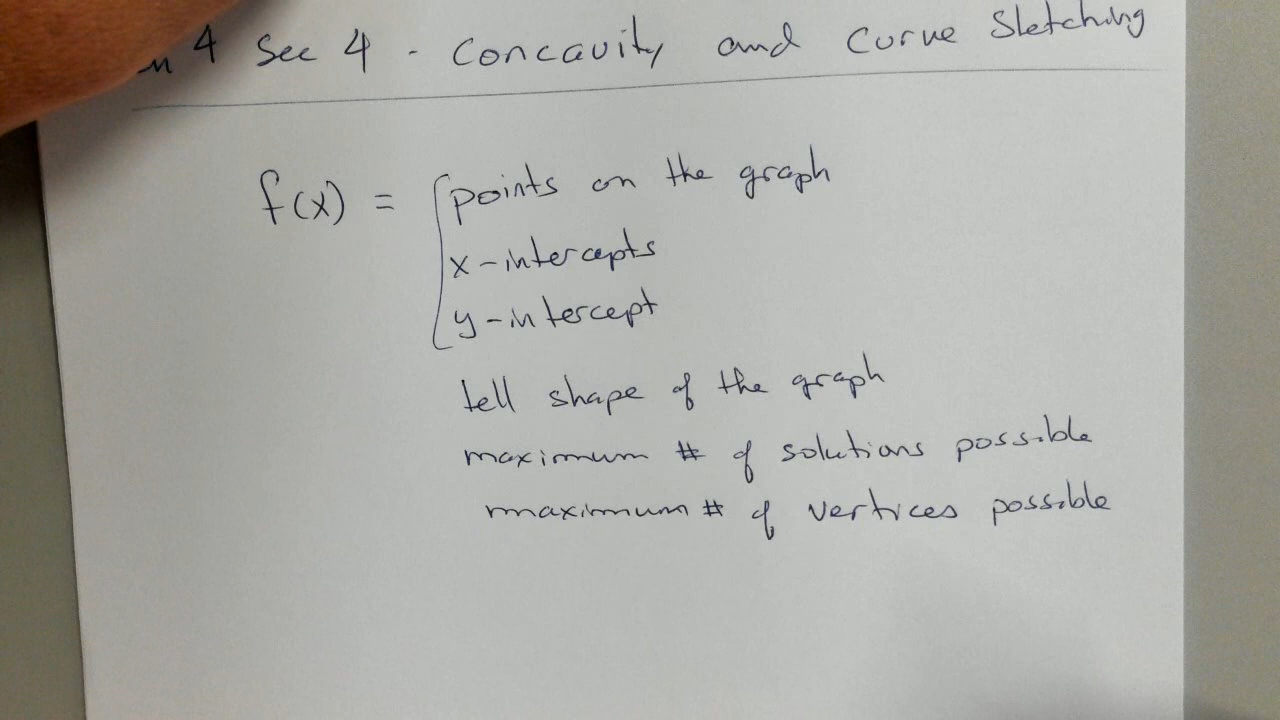 4 Sec 4 - Concavity and Curve Sketching
f(x) = points on the graph
x-intercepts
y-intercept
tell shape of the graph
maximum # of solutions possible
maximum # of vertices possible